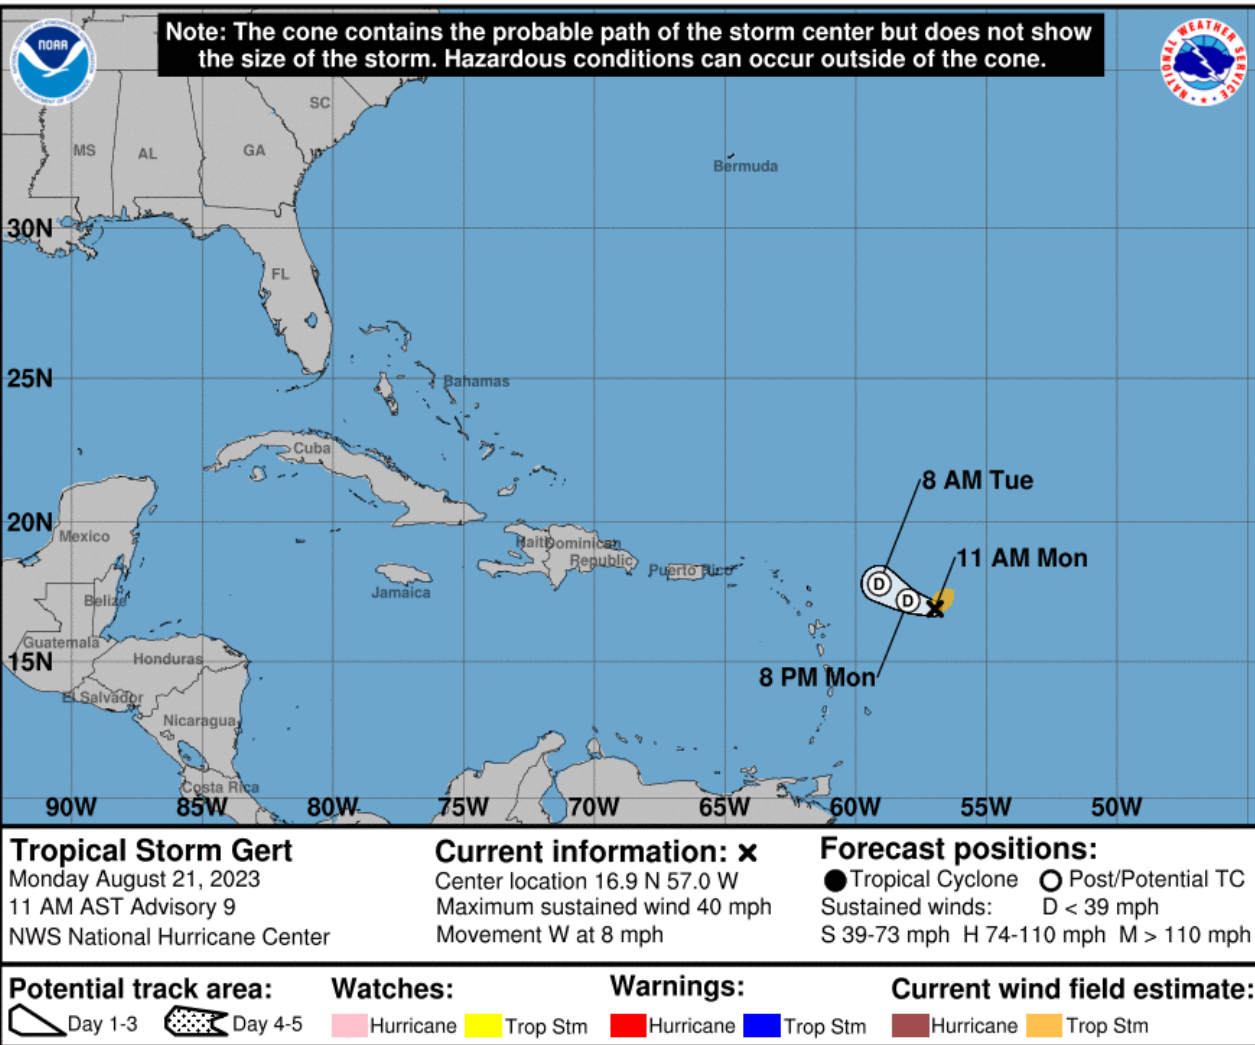 Note: The cone contains the probable path of the storm center but does not show
the size of the storm. Hazardous conditions can occur outside of the cone.
NOAA
NATIONAL WEATHER SERVICE
SC
MS
AL
GA
Bermuda
30N
FL
25N
Bahamas
Cuba
8 AM Tue
20N
Mexico
Haiti
Dominican
Republic
11 AM Mon
Puerto Rico
Jamaica
Belize
D
D
Guatemala
15N
Honduras
8 PM Mon
El Salvador
Nicaragua
Costa Rica
90W 85W 80W 75W 70W 65W 60W 55W 50W
Tropical Storm Gert
Monday August 21, 2023
11 AM AST Advisory 9
NWS National Hurricane Center
Current information: x
Center location 16.9 N 57.0 W
Maximum sustained wind 40 mph
Movement W at 8 mph
Forecast positions:
Tropical Cyclone Post/Potential TC
Sustained winds: D < 39 mph
S 39-73 mph H 74-110 mph M > 110 mph
Potential track area:
Day 1-3 Day 4-5
Watches:
Hurricane Trop Stm
Warnings:
Hurricane Trop Stm
Current wind field estimate:
Hurricane Trop Stm